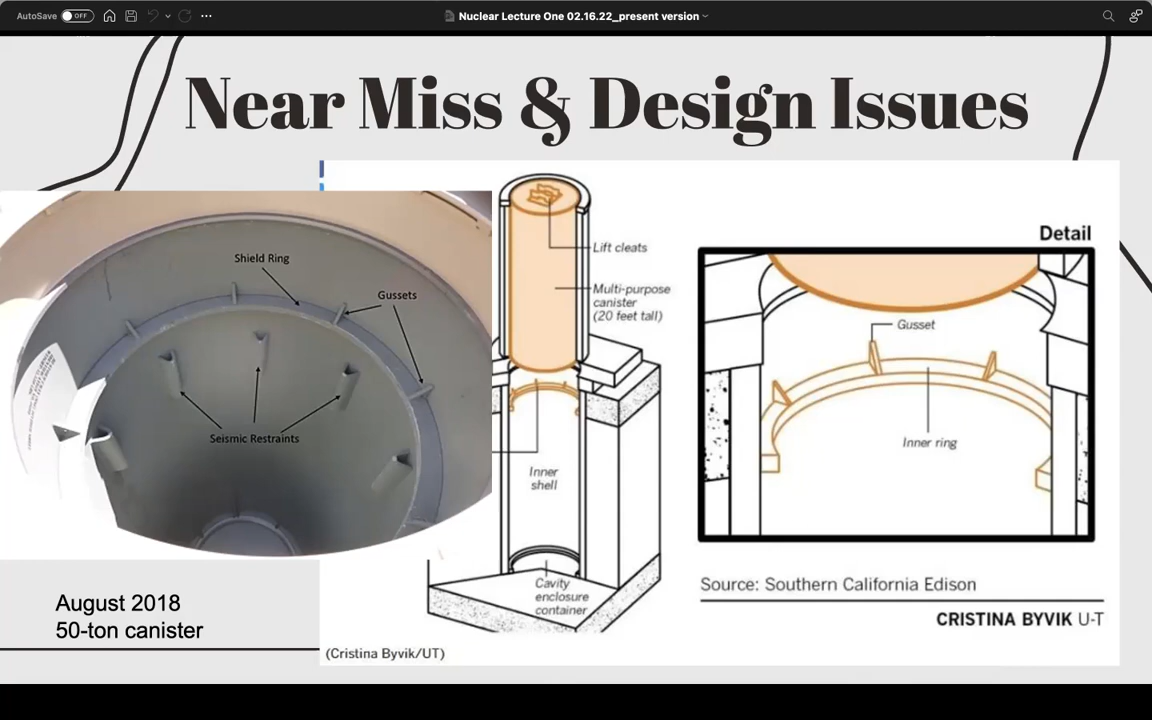 AutoSave
OFF
Nuclear Lecture One 02.16.22_present version
Near Miss & Design Issues
Shield Ring
Gussets
Seismic Restraints
Lift cleats
Multi-purpose
canister
(20 feet tall)
Inner
shell
Cavity
enclosure
container
Detail
Gusset
Inner ring
Source: Southern California Edison
CRISTINA BYVIK U-T
(Cristina Byvik/UT)
August 2018
50-ton canister